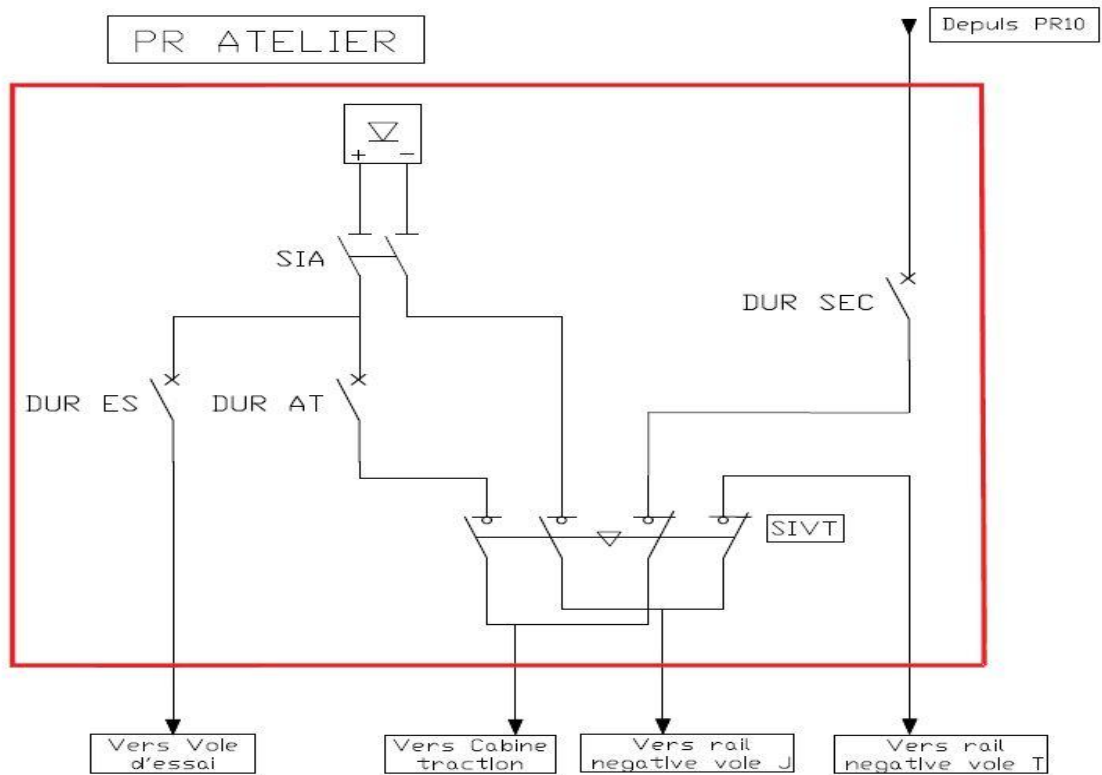 PR ATELIER
Depuis PR10
+ -
SIA
DUR SEC
DUR ES
DUR AT
SIVT
Vers Voie
d'essai
Vers Cabine
traction
Vers rail
negative voie J
Vers rail
negative voie T